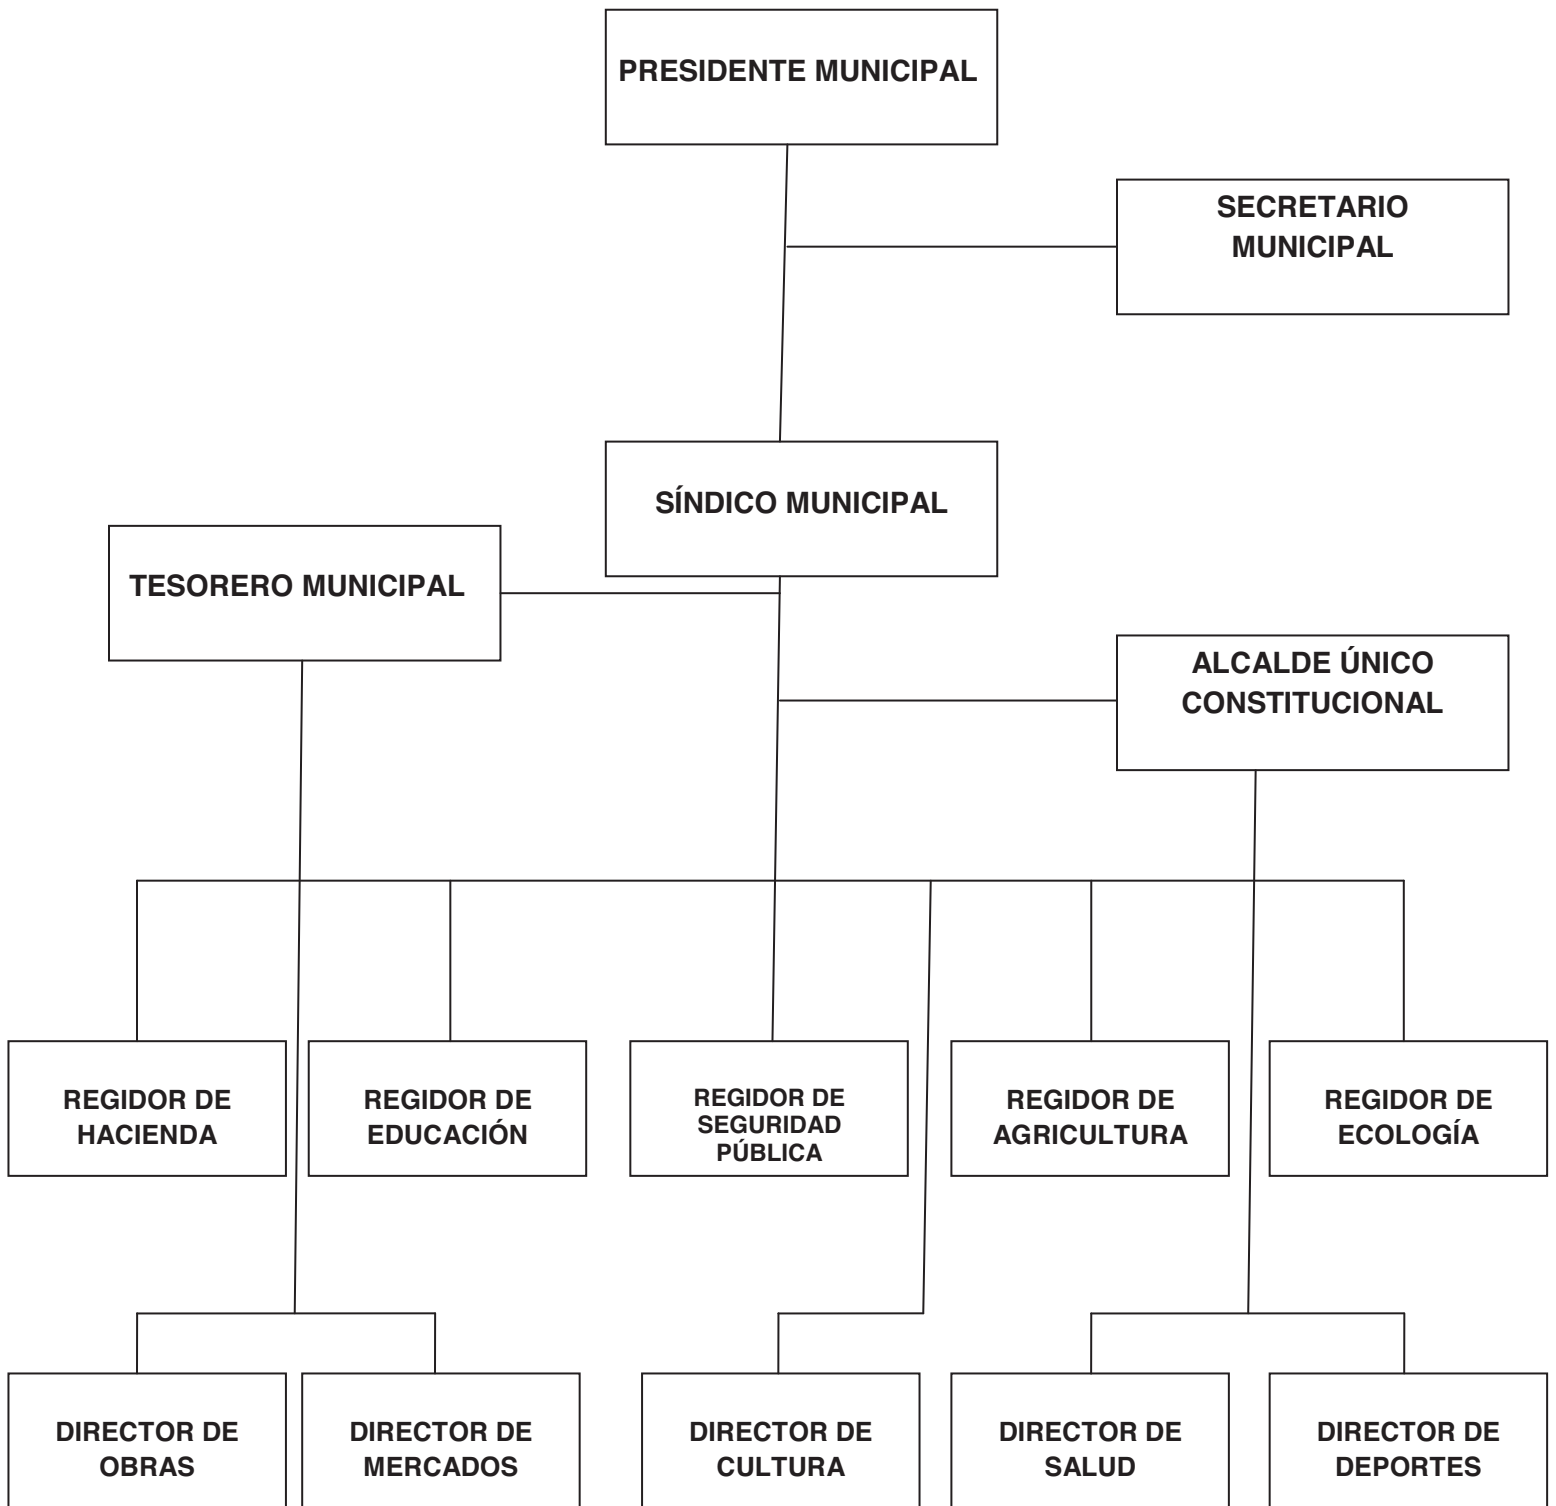 PRESIDENTE MUNICIPAL
SECRETARIO
MUNICIPAL
SÍNDICO MUNICIPAL
TESORERO MUNICIPAL
ALCALDE ÚNICO
CONSTITUCIONAL
REGIDOR DE
HACIENDA
REGIDOR DE
EDUCACIÓN
REGIDOR DE
SEGURIDAD
PÚBLICA
REGIDOR DE
AGRICULTURA
REGIDOR DE
ECOLOGÍA
DIRECTOR DE
OBRAS
DIRECTOR DE
MERCADOS
DIRECTOR DE
CULTURA
DIRECTOR DE
SALUD
DIRECTOR DE
DEPORTES